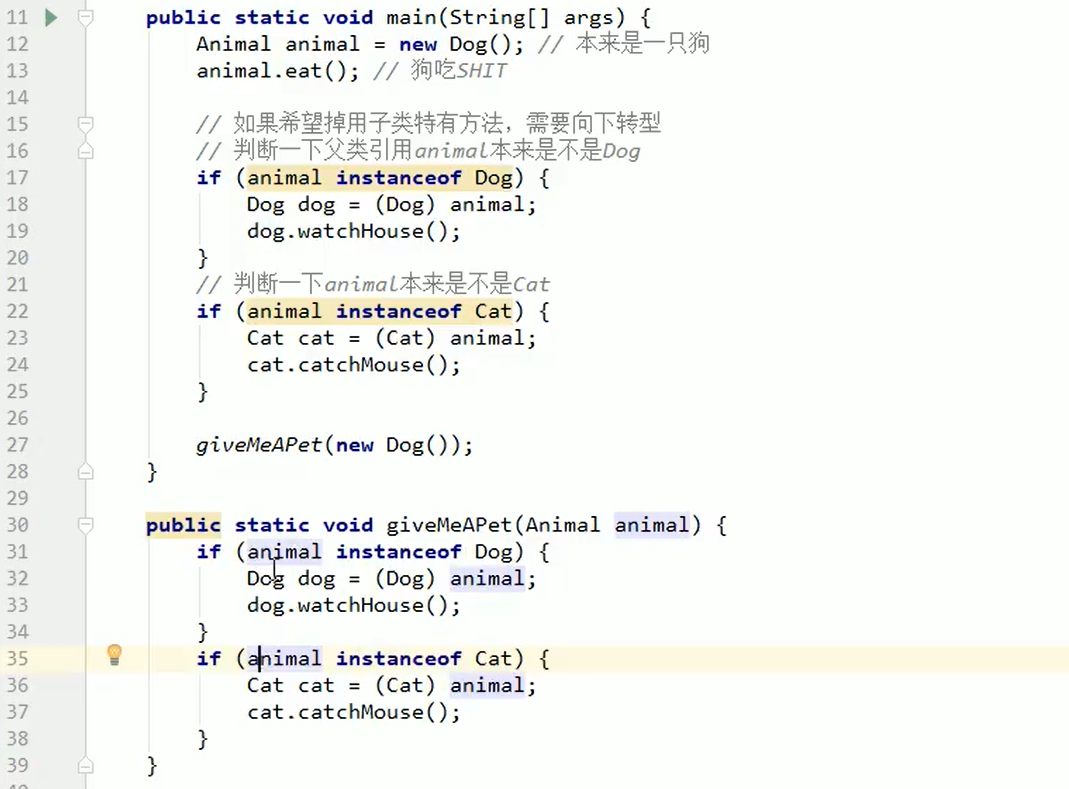 11 public static void main(String[] args) {
12 Animal animal = new Dog(); // 本来是一只狗
13 animal.eat(); // 狗吃SHIT
14
15 // 如果希望掉用子类特有方法，需要向下转型
16 // 判断一下父类引用animal本来是不是Dog
17 if (animal instanceof Dog) {
18 Dog dog = (Dog) animal;
19 dog.watchHouse();
20 }
21 // 判断一下animal本来是不是Cat
22 if (animal instanceof Cat) {
23 Cat cat = (Cat) animal;
24 cat.catchMouse();
25 }
26
27 giveMeAPet(new Dog());
28 }
29
30 public static void giveMeAPet(Animal animal) {
31 if (animal instanceof Dog) {
32 Dog dog = (Dog) animal;
33 dog.watchHouse();
34 }
35 if (animal instanceof Cat) {
36 Cat cat = (Cat) animal;
37 cat.catchMouse();
38 }
39 }